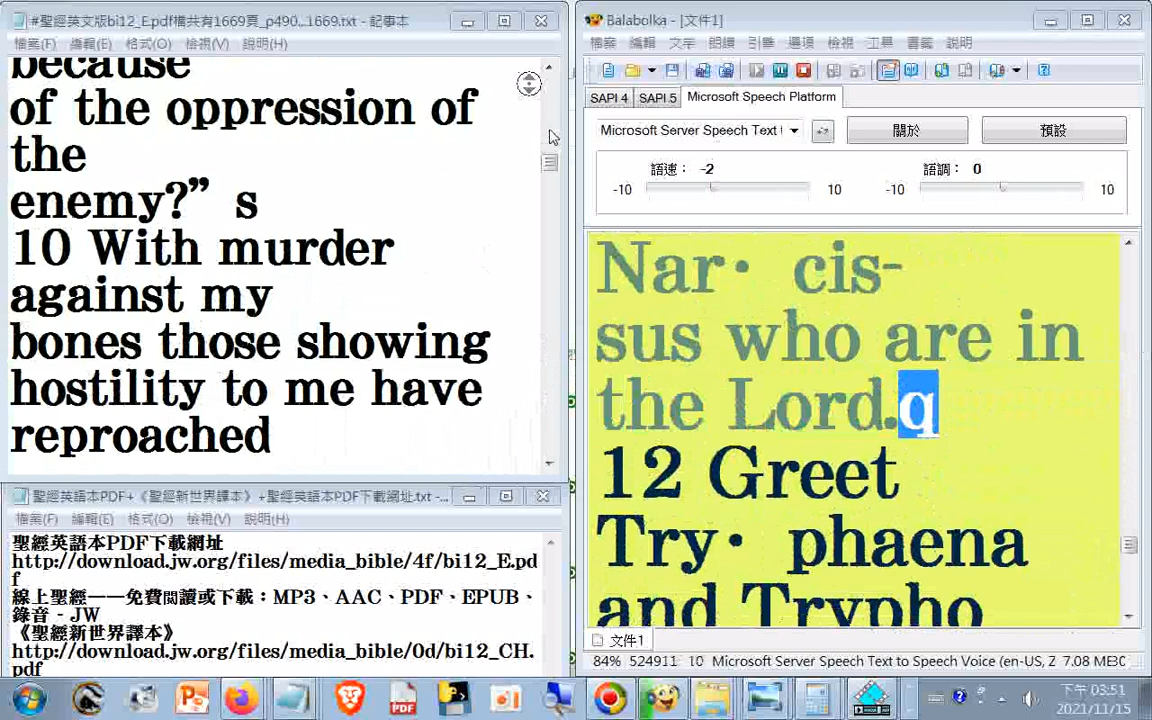 #聖經英文版bi12_E.pdf檔共有1669頁_p490...1669.txt - 記事本
檔案(F) 編輯(E) 格式(O) 檢視(V) 說明(H)
because
of the oppression of
the
enemy?” s
10 With murder
against my
bones those showing
hostility to me have
reproached
聖經英語本PDF+《聖經新世界譯本》+聖經英語本PDF下載網址.txt -...
檔案(F) 編輯(E) 格式(O) 檢視(V) 說明(H)
聖經英語本PDF下載網址
http://download.jw.org/files/media_bible/4f/bi12_E.pd
f
線上聖經——免費閱讀或下載：MP3、AAC、PDF、EPUB、
錄音 - JW
《聖經新世界譯本》
http://download.jw.org/files/media_bible/0d/bi12_CH.
pdf
Balabolka - [文件1]
檔案 編輯 文字 朗讀 引擎 選項 檢視 工具 書籤 說明
SAPI 4 SAPI 5 Microsoft Speech Platform
Microsoft Server Speech Text t 關於 預設
語速： -2 語調： 0
-10 10 -10 10
Nar· cis-
sus who are in
the Lord.q
12 Greet
Try· phaena
and Trypho
文件1
84% 524911 10 Microsoft Server Speech Text to Speech Voice (en-US, Z 7.08 MB
下午 03:51
2021/11/15